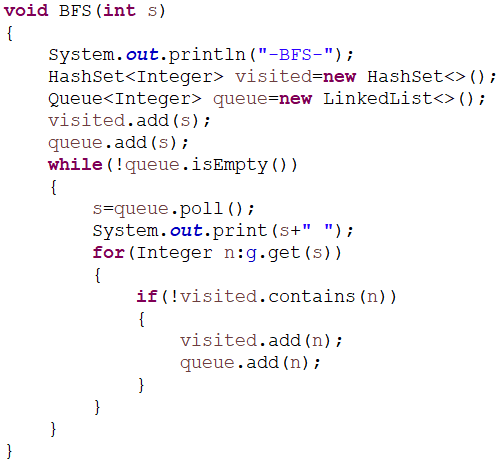 void BFS(int s)
{
    System.out.println("-BFS-");
    HashSet<Integer> visited=new HashSet<>();
    Queue<Integer> queue=new LinkedList<>();
    visited.add(s);
    queue.add(s);
    while(!queue.isEmpty())
    {
        s=queue.poll();
        System.out.print(s+" ");
        for(Integer n:g.get(s))
        {
            if(!visited.contains(n))
            {
                visited.add(n);
                queue.add(n);
            }
        }
    }
}